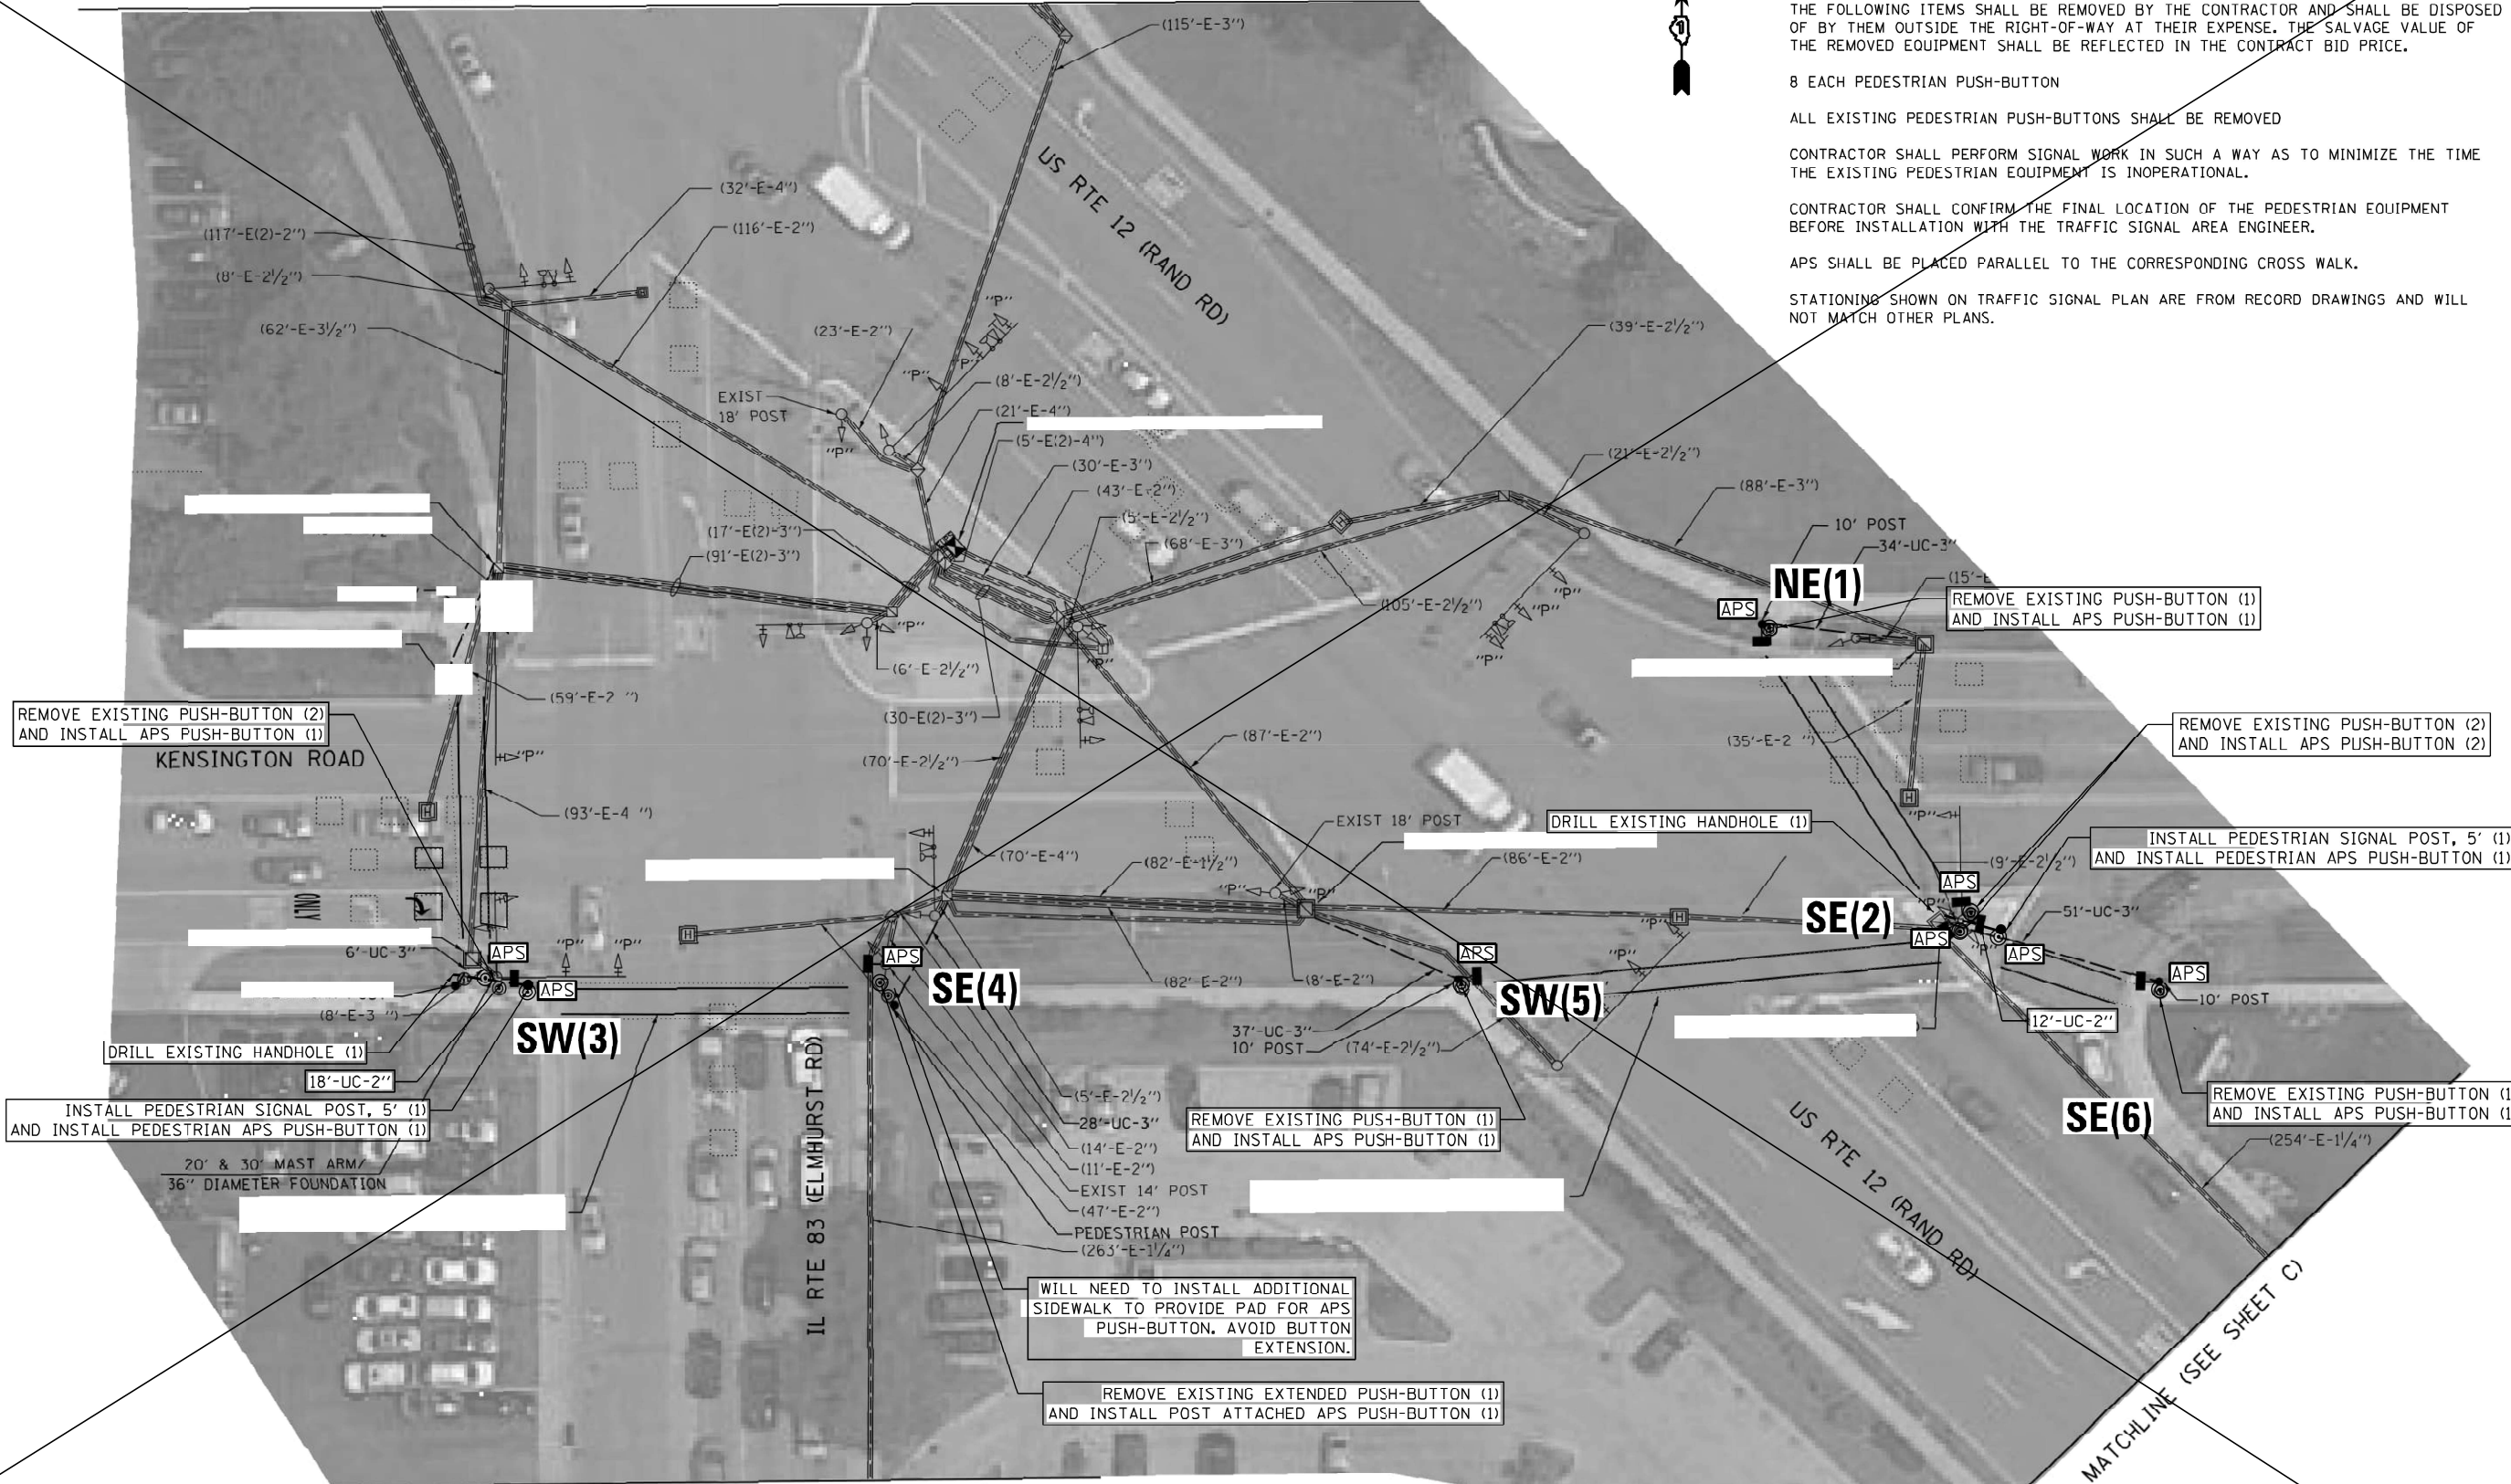 THE FOLLOWING ITEMS SHALL BE REMOVED BY THE CONTRACTOR AND SHALL BE DISPOSED
OF BY THEM OUTSIDE THE RIGHT-OF-WAY AT THEIR EXPENSE. THE SALVAGE VALUE OF
THE REMOVED EQUIPMENT SHALL BE REFLECTED IN THE CONTRACT BID PRICE.
8 EACH PEDESTRIAN PUSH-BUTTON
ALL EXISTING PEDESTRIAN PUSH-BUTTONS SHALL BE REMOVED
CONTRACTOR SHALL PERFORM SIGNAL WORK IN SUCH A WAY AS TO MINIMIZE THE TIME
THE EXISTING PEDESTRIAN EQUIPMENT IS INOPERATIONAL.
CONTRACTOR SHALL CONFIRM THE FINAL LOCATION OF THE PEDESTRIAN EQUIPMENT
BEFORE INSTALLATION WITH THE TRAFFIC SIGNAL AREA ENGINEER.
APS SHALL BE PLACED PARALLEL TO THE CORRESPONDING CROSS WALK.
STATIONING SHOWN ON TRAFFIC SIGNAL PLAN ARE FROM RECORD DRAWINGS AND WILL
NOT MATCH OTHER PLANS.
(115'-E-3")
US RTE 12 (RAND RD)
(32'-E-4")
(116'-E-2")
(117'-E(2)-2")
(8'-E-2½")
(62'-E-3½")
(23'-E-2")
"P"
"P"
"P"
(39'-E-2½")
EXIST
18' POST
"P"
(8'-E-2½")
(21'-E-4")
(5'-E(2)-4")
(30'-E-3")
(43'-E-2")
(5'-E-2½")
(68'-E-3")
(21'-E-2½")
(88'-E-3")
10' POST
34'-UC-3"
(15'-E
(17'-E(2)-3")
(91'-E(2)-3")
(105'-E-2½")
NE(1)
APS
REMOVE EXISTING PUSH-BUTTON (1)
AND INSTALL APS PUSH-BUTTON (1)
"P"
"P"
"P"
"P"
"P"
(6'-E-2½")
(59'-E-2 ")
(30-E(2)-3")
REMOVE EXISTING PUSH-BUTTON (2)
AND INSTALL APS PUSH-BUTTON (1)
KENSINGTON ROAD
"P"
(70'-E-2½")
(87'-E-2")
(35'-E-2 ")
REMOVE EXISTING PUSH-BUTTON (2)
AND INSTALL APS PUSH-BUTTON (2)
(93'-E-4 ")
EXIST 18' POST
DRILL EXISTING HANDHOLE (1)
"P"
INSTALL PEDESTRIAN SIGNAL POST, 5' (1)
AND INSTALL PEDESTRIAN APS PUSH-BUTTON (1)
(70'-E-4")
(82'-E-1½")
(86'-E-2")
(9'-E-2½")
ONLY
"P"
"P"
APS
"P"
SE(2)
51'-UC-3"
APS
"P"
APS
6'-UC-3"
APS
"P"
"P"
APS
APS
"P"
"P"
APS
APS
SE(4)
(82'-E-2")
(8'-E-2")
SW(5)
10' POST
(8'-E-3 ")
SW(3)
37'-UC-3"
10' POST
(74'-E-2½")
12'-UC-2"
DRILL EXISTING HANDHOLE (1)
18'-UC-2"
INSTALL PEDESTRIAN SIGNAL POST, 5' (1)
AND INSTALL PEDESTRIAN APS PUSH-BUTTON (1)
20' & 30' MAST ARM/
36" DIAMETER FOUNDATION
IL RTE 83 (ELMHURST RD)
(5'-E-2½")
28'-UC-3"
(14'-E-2")
(11'-E-2")
EXIST 14' POST
(47'-E-2")
PEDESTRIAN POST
(263'-E-1¼")
REMOVE EXISTING PUSH-BUTTON (1)
AND INSTALL APS PUSH-BUTTON (1)
US RTE 12 (RAND RD)
SE(6)
REMOVE EXISTING PUSH-BUTTON (1
AND INSTALL APS PUSH-BUTTON (1
(254'-E-1¼")
WILL NEED TO INSTALL ADDITIONAL
SIDEWALK TO PROVIDE PAD FOR APS
PUSH-BUTTON. AVOID BUTTON
EXTENSION.
REMOVE EXISTING EXTENDED PUSH-BUTTON (1)
AND INSTALL POST ATTACHED APS PUSH-BUTTON (1)
MATCHLINE (SEE SHEET C)